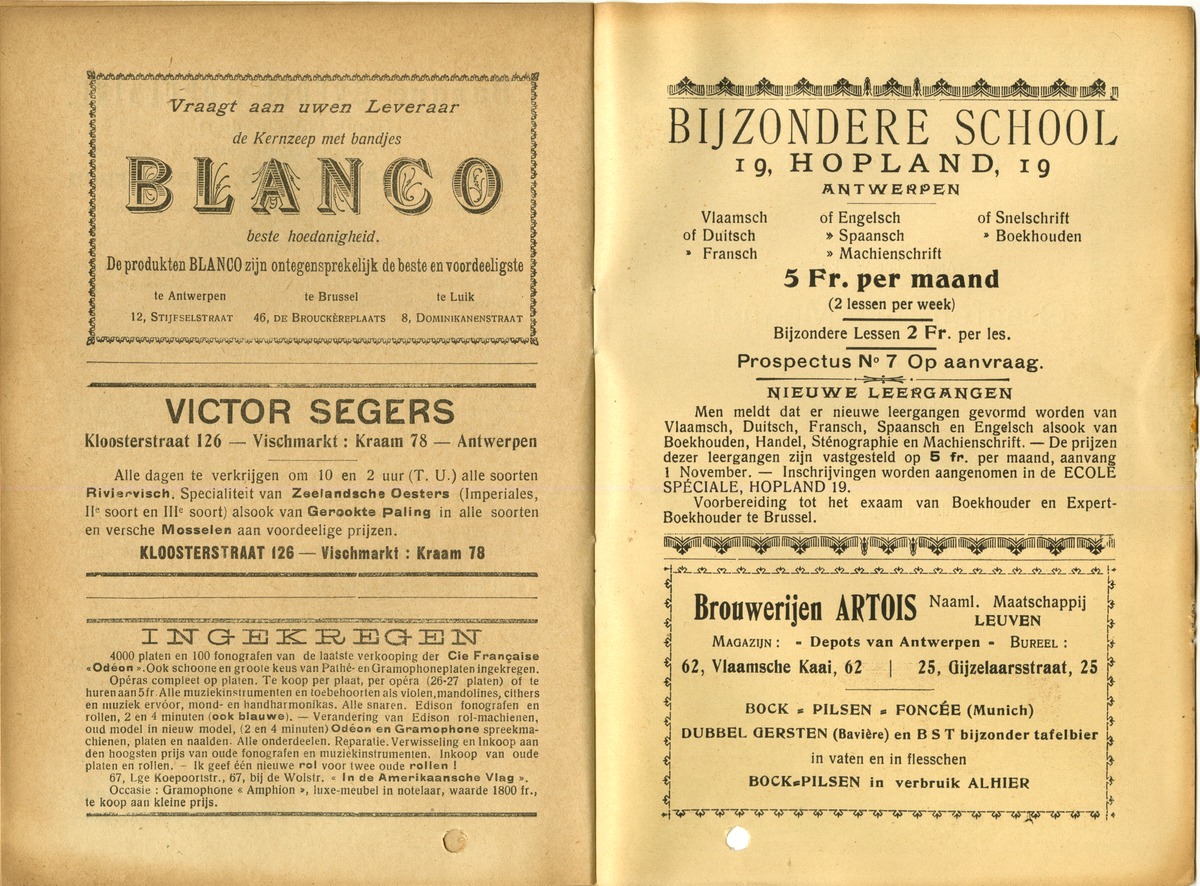 Vraagt aan uwen Leveraar
de Kernzeep met bandjes
BLANCO
beste hoedanigheid.
De produkten BLANCO zijn ontegensprekelijk de beste en voordeeligste
te Antwerpen te Brussel te Luik
12, STIJFSELSTRAAT 46, DE BROUCKÈREPLAATS 8, DOMINIKANENSTRAAT
VICTOR SEGERS
Kloosterstraat 126 — Vischmarkt : Kraam 78 — Antwerpen
Alle dagen te verkrijgen om 10 en 2 uur (T. U.) alle soorten
Riviervisch. Specialiteit van Zeelandsche Oesters (Imperiales,
IIe soort en IIIe soort) alsook van Gerookte Paling in alle soorten
en versche Mosselen aan voordeelige prijzen.
KLOOSTERSTRAAT 126 — Vischmarkt : Kraam 78
INGEKREGEN
4000 platen en 100 fonografen van de laatste verkooping der Cie Française
«Odéon ». Ook schoone en groote keus van Pathé- en Gramophoneplaten ingekregen.
Opéras compleet op platen. Te koop per plaat, per opéra (26-27 platen) of te
huren aan 5 fr. Alle muziekinstrumenten en toebehoorten als violen, mandolines, cithers
en muziek ervóor, mond- en handharmonikas. Alle snaren. Edison fonografen en
rollen, 2 en 4 minuten (ook blauwe). — Verandering van Edison rol-machienen,
oud model in nieuw model, (2 en 4 minuten) Odéon en Gramophone spreekma-
chienen, platen en naalden. Alle onderdeelen. Reparatie. Verwisseling en Inkoop aan
den hoogsten prijs van oude fonografen en muziekinstrumenten. Inkoop van oude
platen en rollen. - Ik geef één nieuwe rol voor twee oude rollen !
67, Lge Koepoortstr., 67, bij de Wolstr. « In de Amerikaansche Vlag ».
Occasie : Gramophone « Amphion », luxe-meubel in notelaar, waarde 1800 fr.,
te koop aan kleine prijs.
BIJZONDERE SCHOOL
19, HOPLAND, 19
ANTWERPEN
Vlaamsch of Engelsch of Snelschrift
of Duitsch » Spaansch » Boekhouden
» Fransch » Machienschrift
5 Fr. per maand
(2 lessen per week)
Bijzondere Lessen 2 Fr. per les.
Prospectus No 7 Op aanvraag.
NIEUWE LEERGANGEN
Men meldt dat er nieuwe leergangen gevormd worden van
Vlaamsch, Duitsch, Fransch, Spaansch en Engelsch alsook van
Boekhouden, Handel, Sténographie en Machienschrift. — De prijzen
dezer leergangen zijn vastgesteld op 5 fr. per maand, aanvang
1 November. — Inschrijvingen worden aangenomen in de ECOLE
SPÉCIALE, HOPLAND 19.
Voorbereiding tot het exaam van Boekhouder en Expert-
Boekhouder te Brussel.
Brouwerijen ARTOIS Naaml. Maatschappij
LEUVEN
MAGAZIJN : - Depots van Antwerpen - BUREEL :
62, Vlaamsche Kaai, 62 | 25, Gijzelaarsstraat, 25
BOCK = PILSEN = FONCÉE (Munich)
DUBBEL GERSTEN (Bavière) en B S T bijzonder tafelbier
in vaten en in flesschen
BOCK=PILSEN in verbruik ALHIER